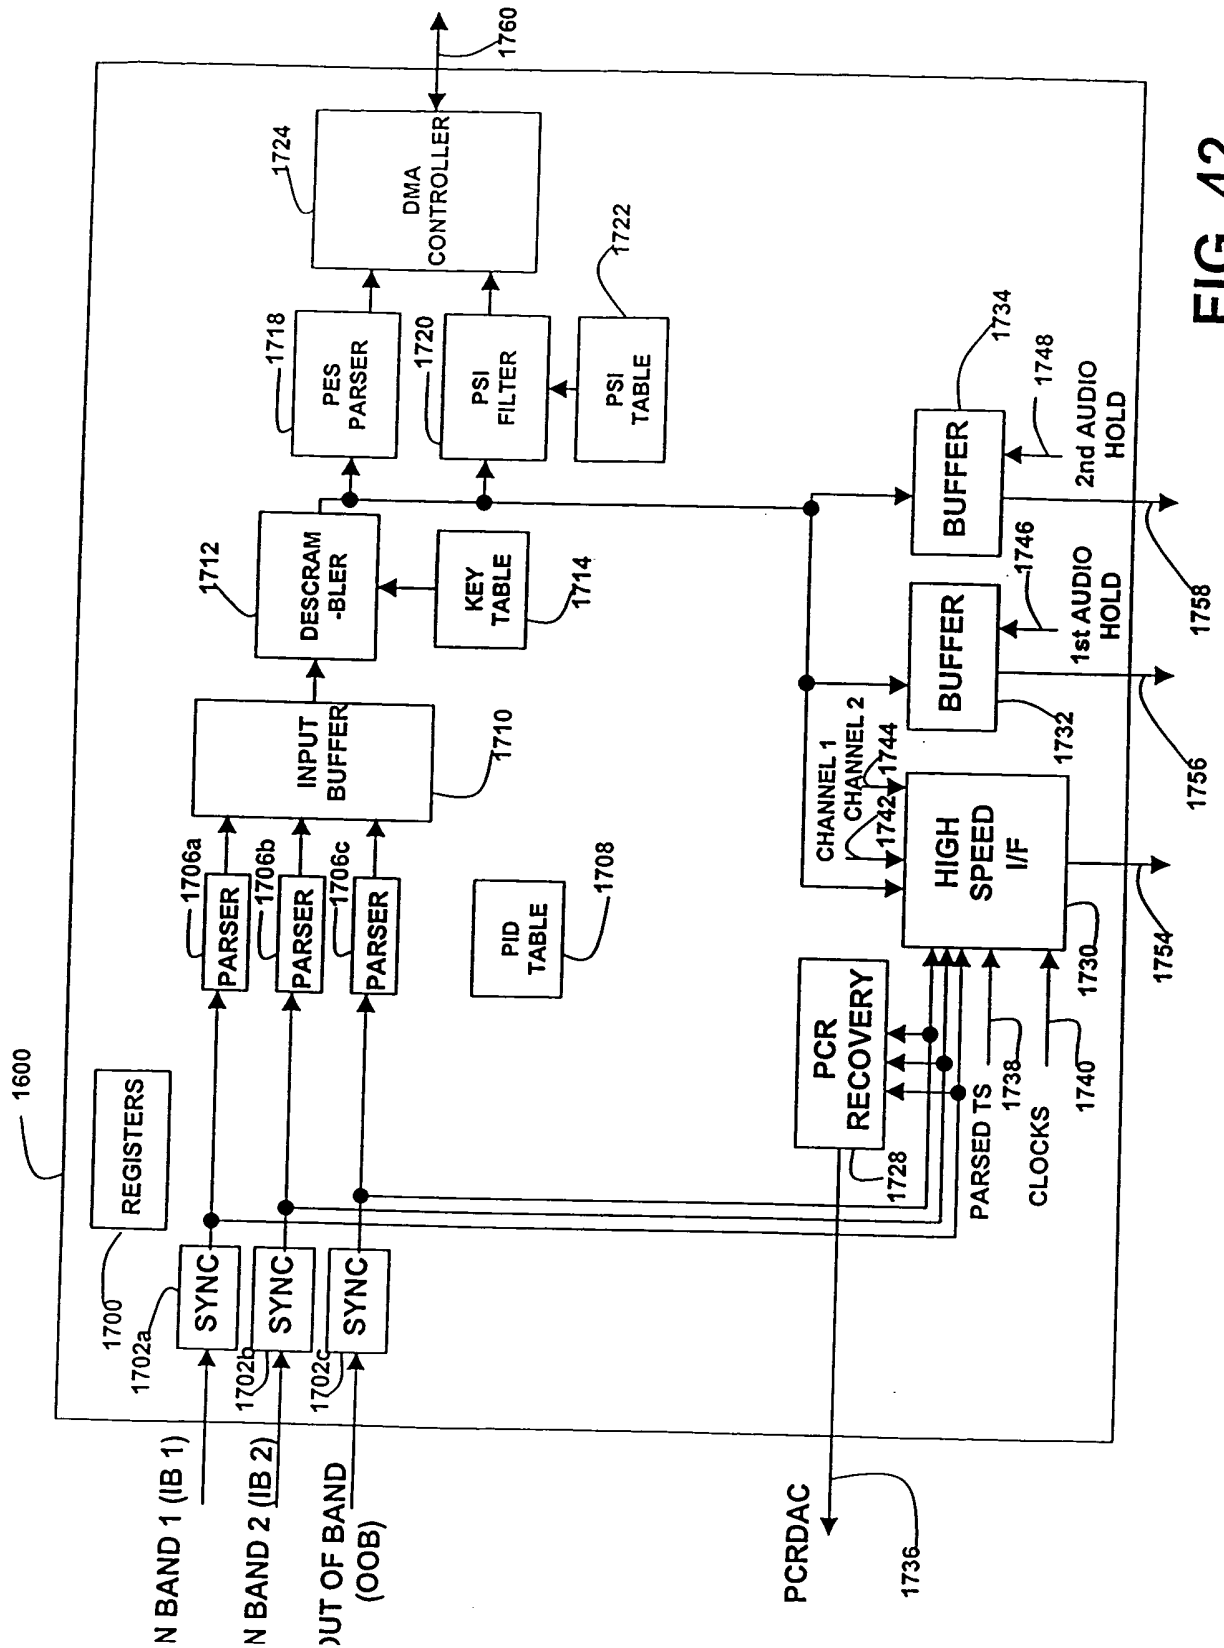 1600
1700
REGISTERS
N BAND 1 (IB 1)
N BAND 2 (IB 2)
OUT OF BAND
(OOB)
1702a
SYNC
1702b
SYNC
1702c
SYNC
1706a
PARSER
1706b
PARSER
1706c
PARSER
PID
TABLE
1708
INPUT
BUFFER
1710
1712
DESCRAM
-BLER
KEY
TABLE
1714
1718
PES
PARSER
1720
PSI
FILTER
PSI
TABLE
1722
1724
DMA
CONTROLLER
1760
PCRDAC
1736
PCR
RECOVERY
1728
PARSED TS
1738
CLOCKS
1740
CHANNEL 1
CHANNEL 2
1742
1744
HIGH
SPEED
I/F
1730
1754
BUFFER
1732
1746
1st AUDIO
HOLD
1756
BUFFER
1734
1748
2nd AUDIO
HOLD
1758
FIG. 42